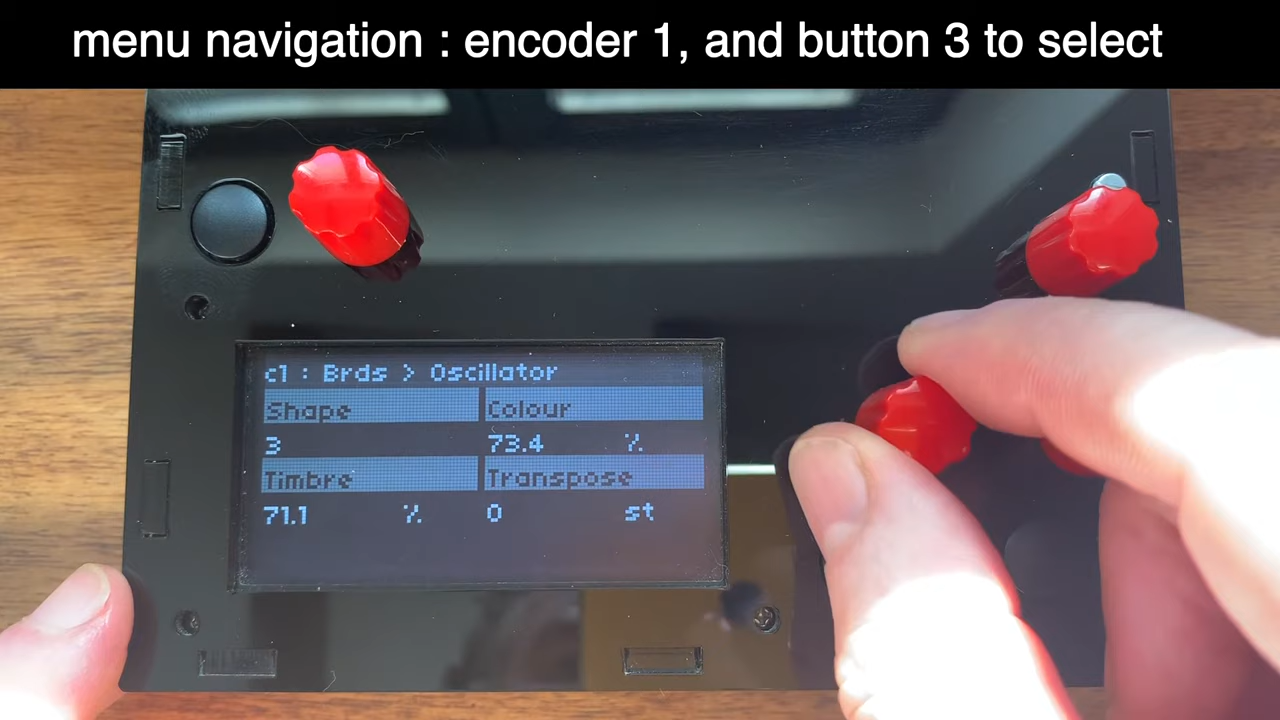 menu navigation : encoder 1, and button 3 to select
c1 : Brds > Oscillator
Shape Colour
3 73.4 %
Timbre Transpose
71.1 % 0 st